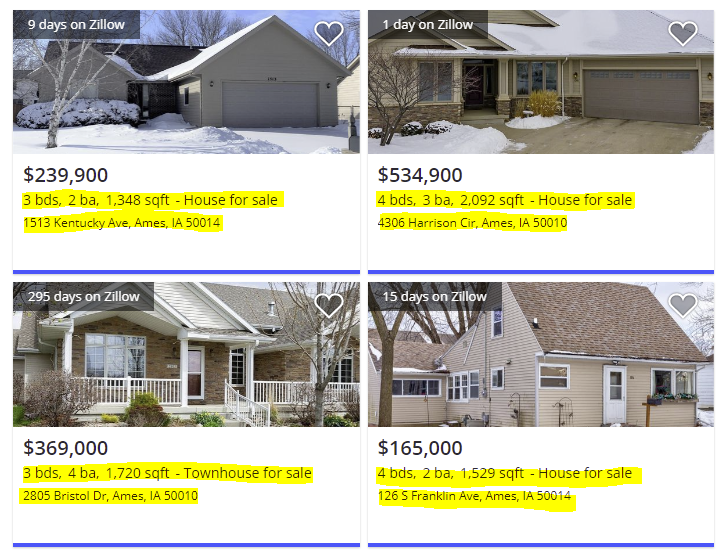 9 days on Zillow
$239,900
3 bds, 2 ba, 1,348 sqft - House for sale
1513 Kentucky Ave, Ames, IA 50014
1 day on Zillow
$534,900
4 bds, 3 ba, 2,092 sqft - House for sale
4306 Harrison Cir, Ames, IA 50010
295 days on Zillow
$369,000
3 bds, 4 ba, 1,720 sqft - Townhouse for sale
2805 Bristol Dr, Ames, IA 50010
15 days on Zillow
$165,000
4 bds, 2 ba, 1,529 sqft - House for sale
126 S Franklin Ave, Ames, IA 50014